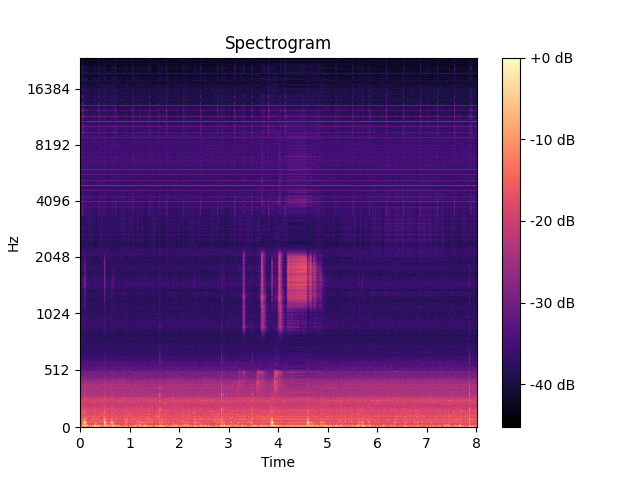 Spectrogram
+0 dB
16384
-10 dB
8192
4096
-20 dB
Hz
2048
-30 dB
1024
512
-40 dB
0
0 1 2 3 4 5 6 7 8
Time